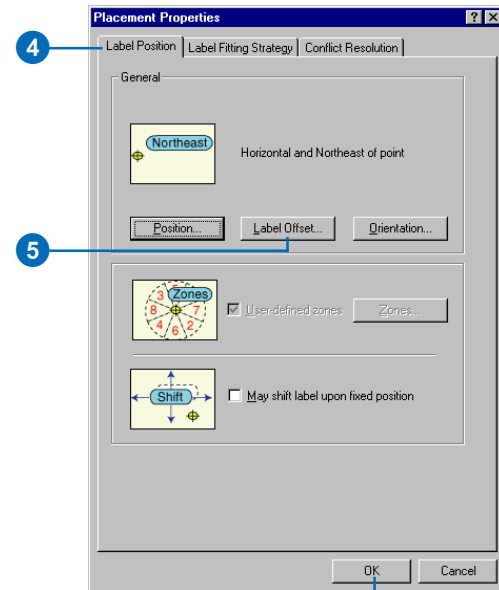 Placement Properties
4
Label Position Label Fitting Strategy Conflict Resolution
General
Northeast
Horizontal and Northeast of point
Position... Label Offset... Orientation...
5
Zones
3
8
7
4
6
2
User-defined zones Zones...
Shift
May shift label upon fixed position
OK Cancel